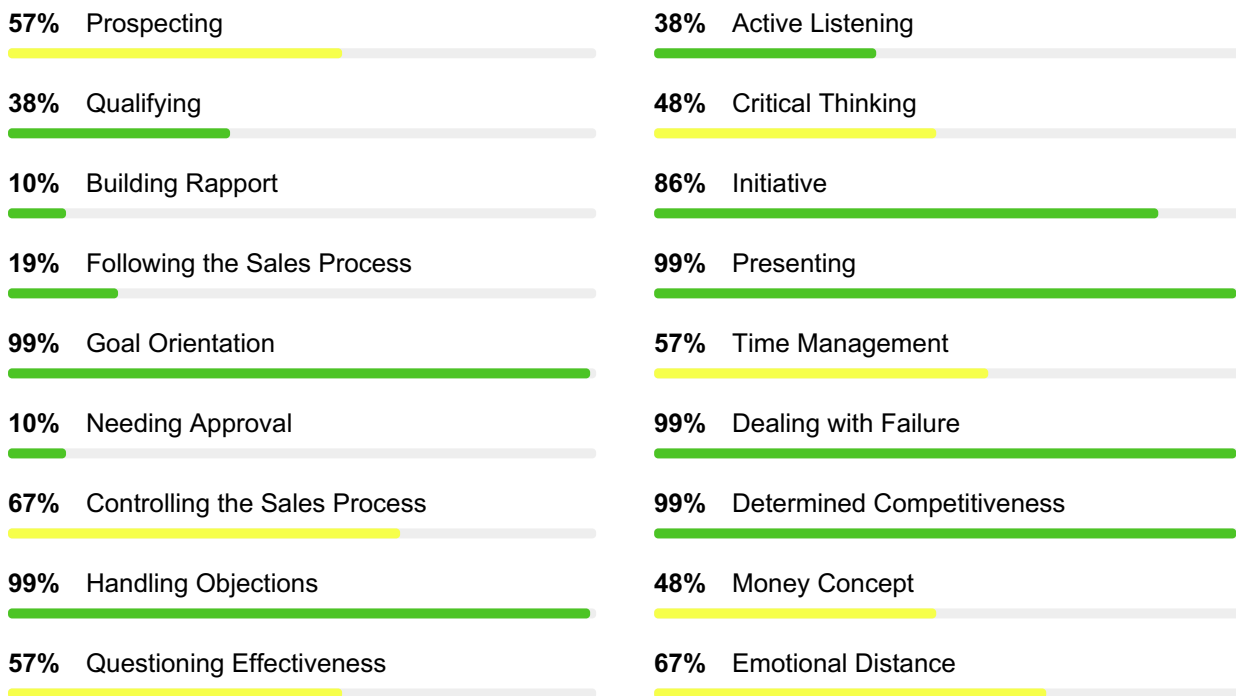 57% Prospecting
38% Qualifying
10% Building Rapport
19% Following the Sales Process
99% Goal Orientation
10% Needing Approval
67% Controlling the Sales Process
99% Handling Objections
57% Questioning Effectiveness
38% Active Listening
48% Critical Thinking
86% Initiative
99% Presenting
57% Time Management
99% Dealing with Failure
99% Determined Competitiveness
48% Money Concept
67% Emotional Distance